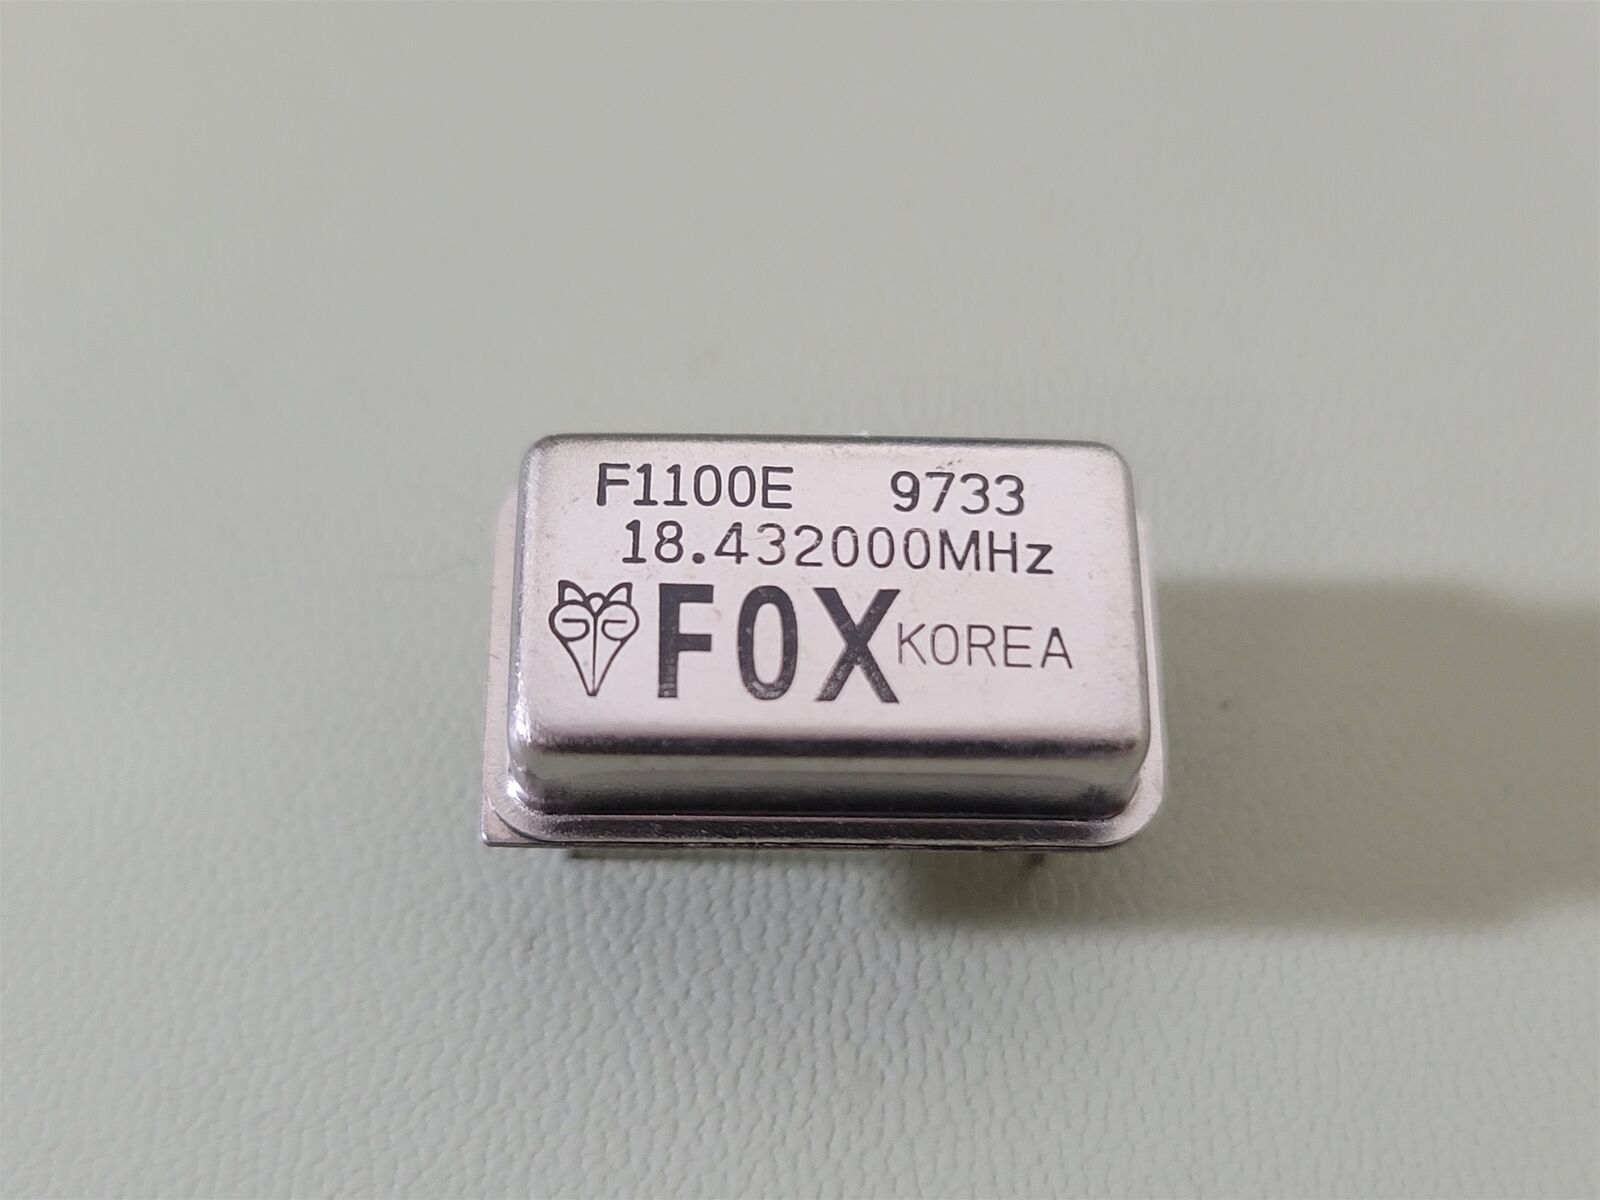 F1100E 9733
18.432000MHz
FOX KOREA